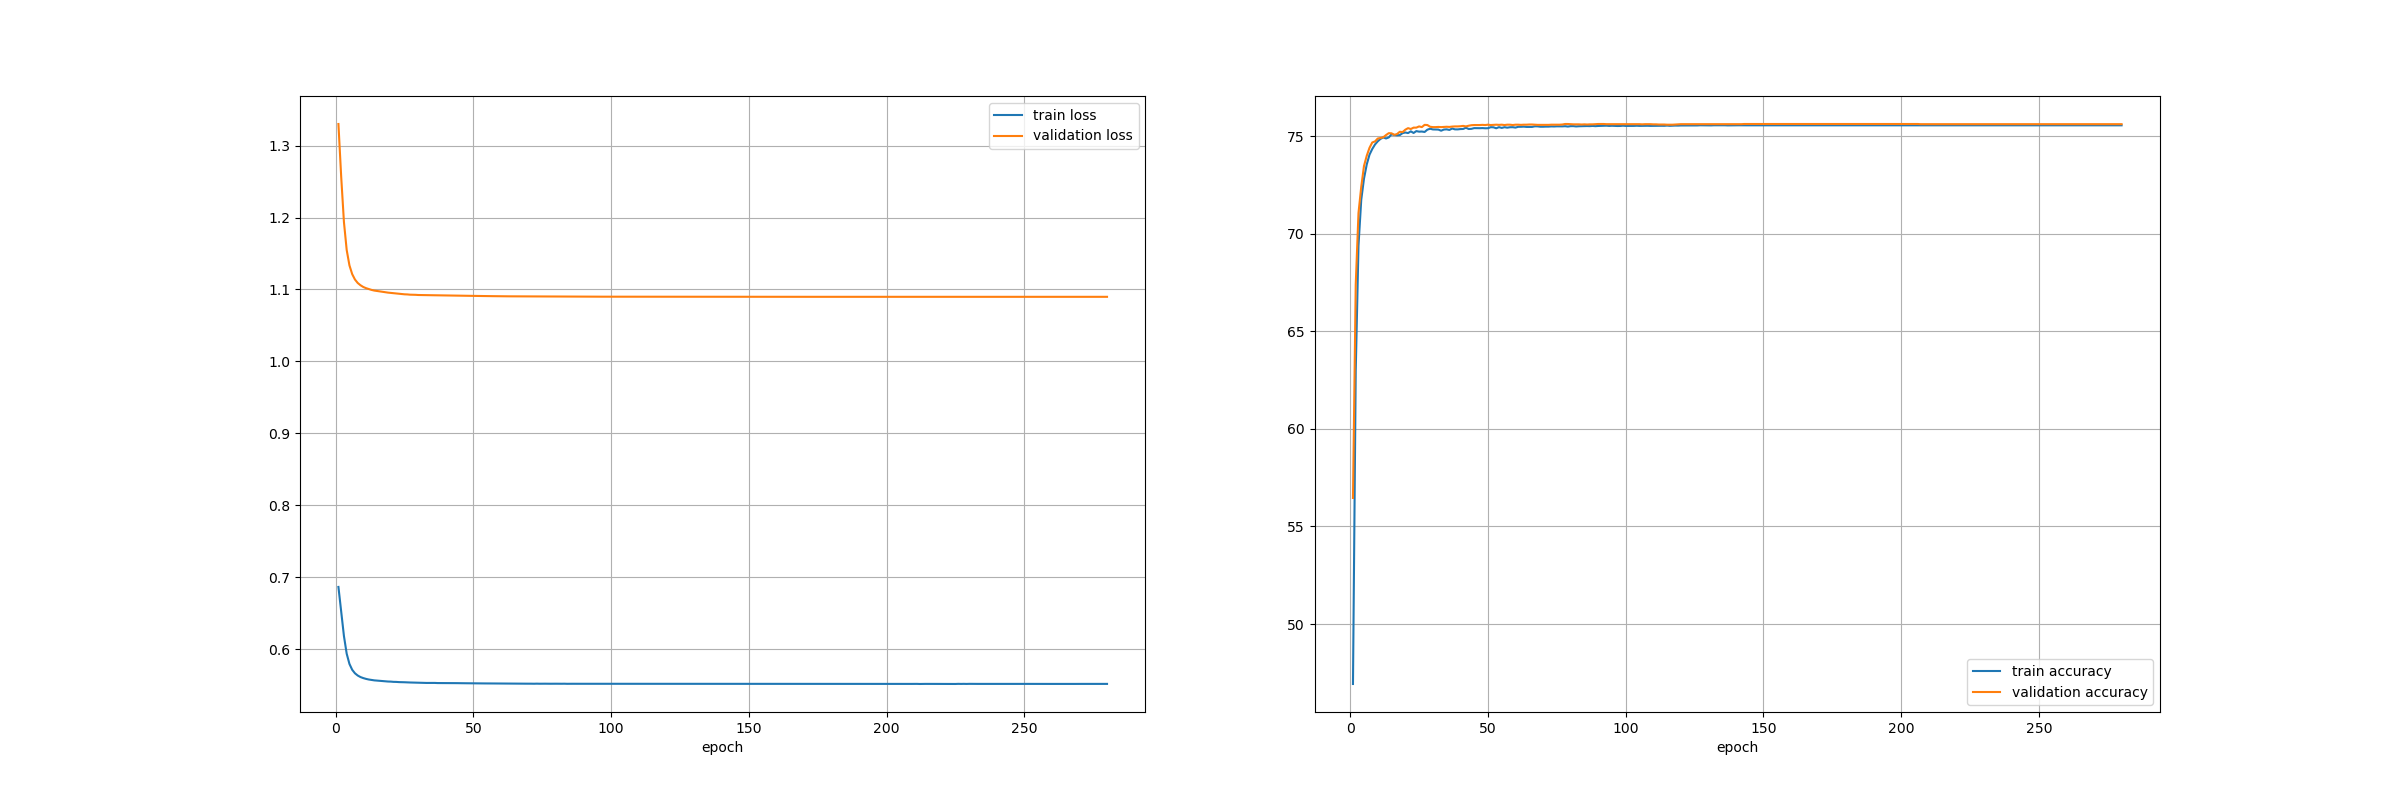 train loss
validation loss
1.3
1.2
1.1
1.0
0.9
0.8
0.7
0.6
0 50 100 150 200 250
epoch
75
70
65
60
55
50
train accuracy
validation accuracy
0 50 100 150 200 250
epoch